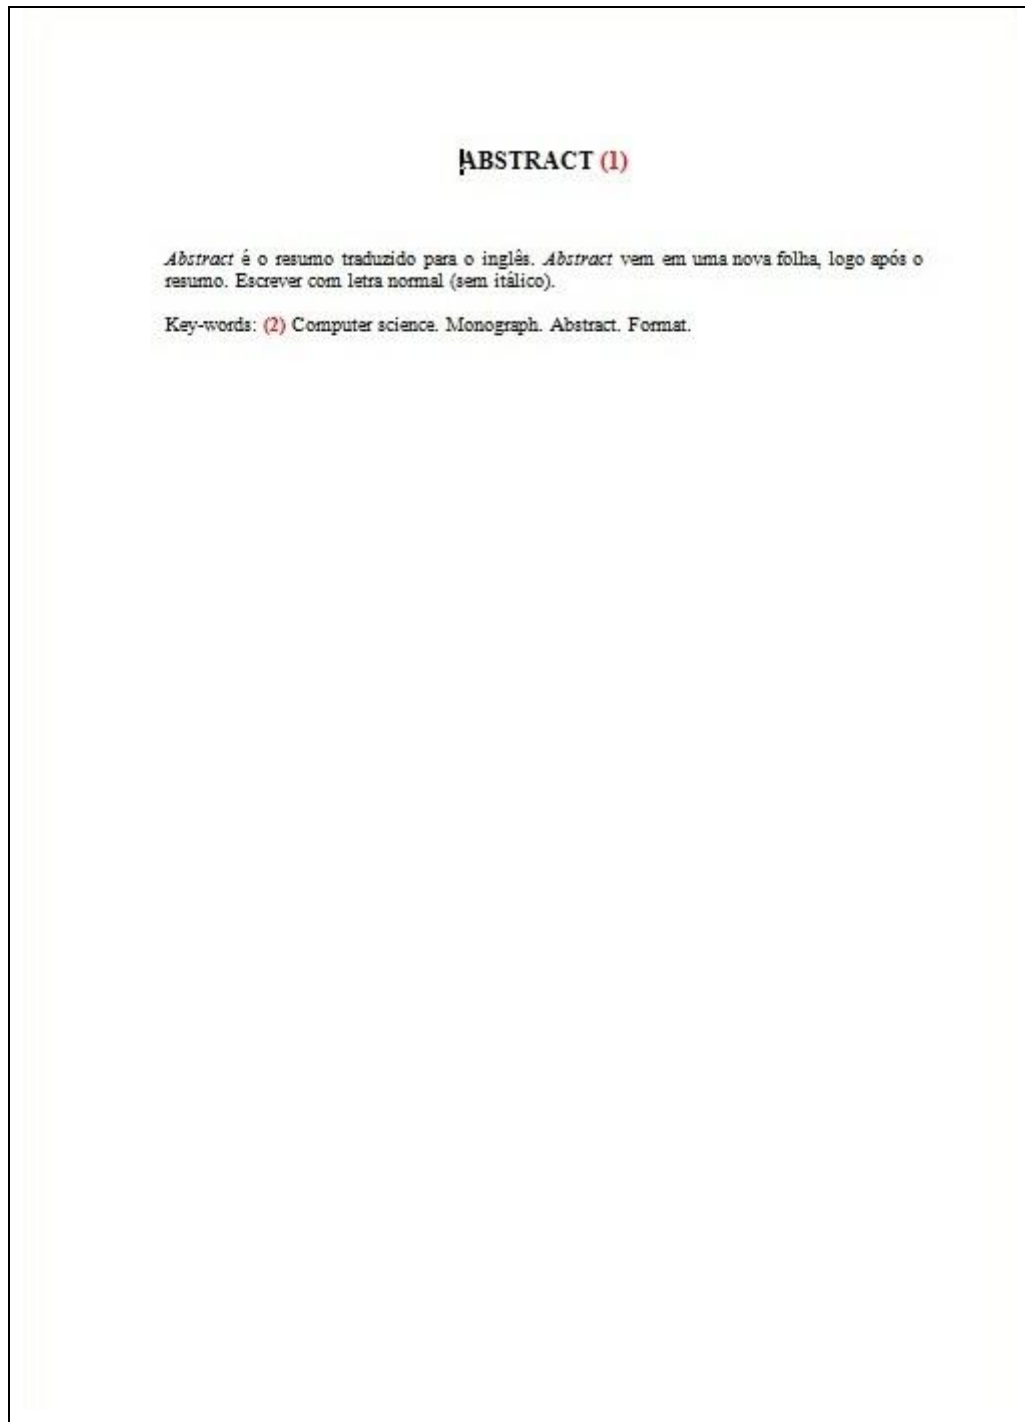 ABSTRACT (1)
Abstract é o resumo traduzido para o inglês. Abstract vem em uma nova folha, logo após o
resumo. Escrever com letra normal (sem itálico).
Key-words: (2) Computer science. Monograph. Abstract. Format.